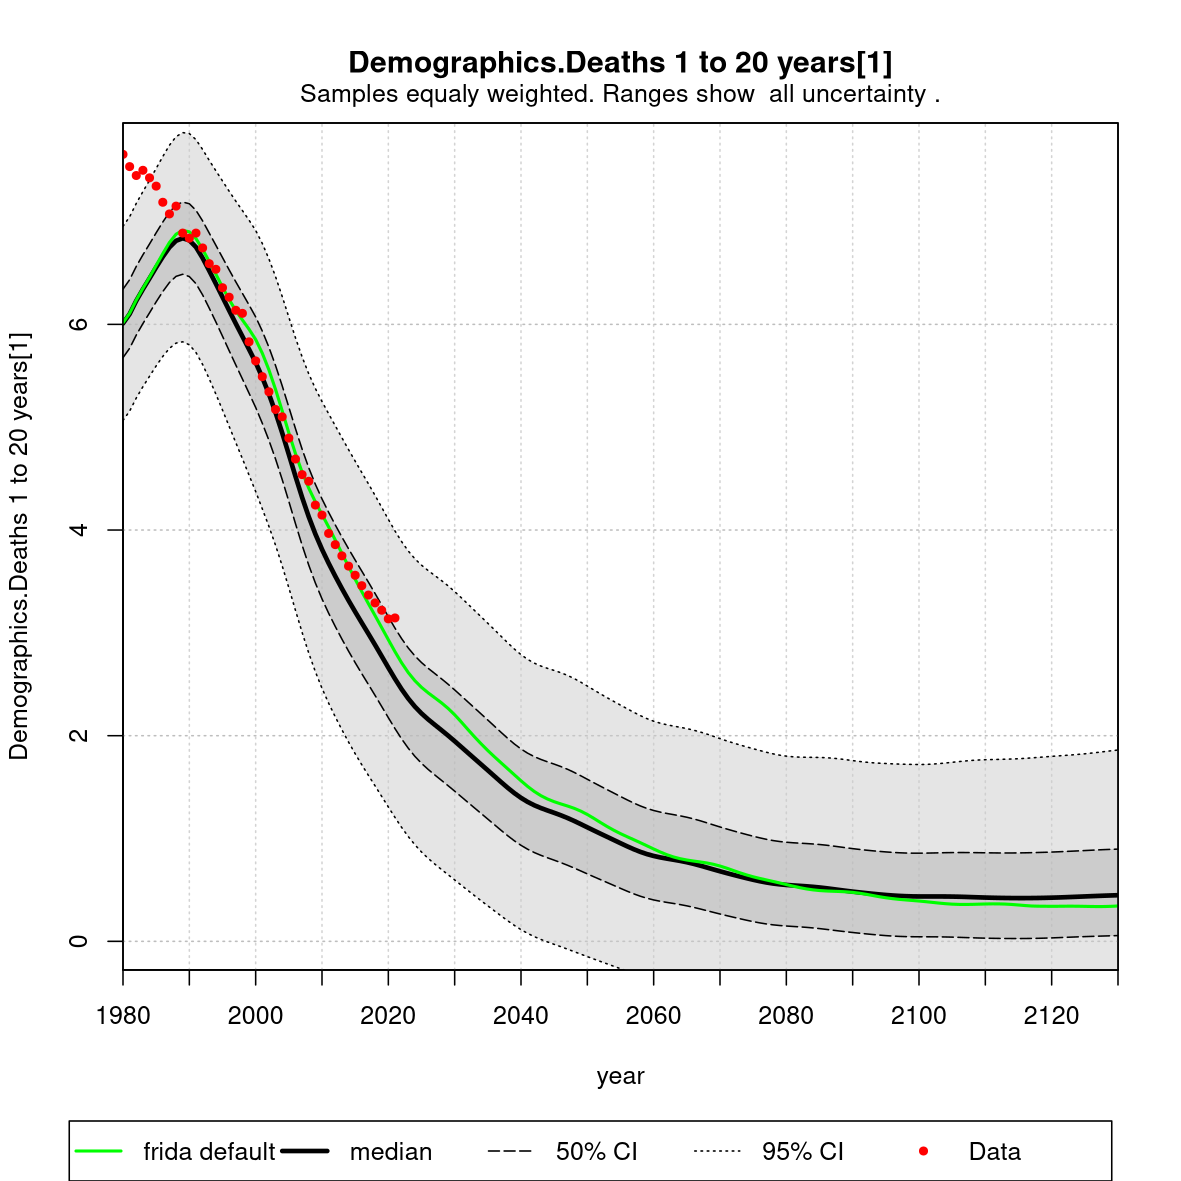 Demographics.Deaths 1 to 20 years[1]
Samples equaly weighted. Ranges show  all uncertainty .
Demographics.Deaths 1 to 20 years[1]
6
4
2
0
1980 2000 2020 2040 2060 2080 2100 2120
year
frida default median 50% CI 95% CI Data